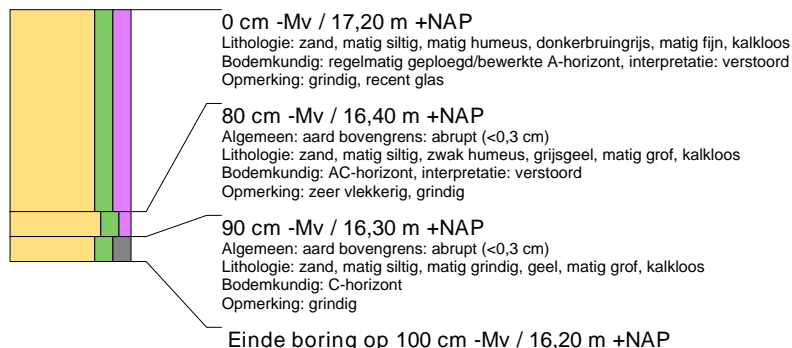 0 cm -Mv / 17,20 m +NAP
Lithologie: zand, matig siltig, matig humeus, donkerbruingrijs, matig fijn, kalkloos
Bodemkundig: regelmatig geploegd/bewerkte A-horizont, interpretatie: verstoord
Opmerking: grindig, recent glas
80 cm -Mv / 16,40 m +NAP
Algemeen: aard bovengrens: abrupt (<0,3 cm)
Lithologie: zand, matig siltig, zwak humeus, grijsgeel, matig grof, kalkloos
Bodemkundig: AC-horizont, interpretatie: verstoord
Opmerking: zeer vlekkerig, grindig
90 cm -Mv / 16,30 m +NAP
Algemeen: aard bovengrens: abrupt (<0,3 cm)
Lithologie: zand, matig siltig, matig grindig, geel, matig grof, kalkloos
Bodemkundig: C-horizont
Opmerking: grindig
Einde boring op 100 cm -Mv / 16,20 m +NAP